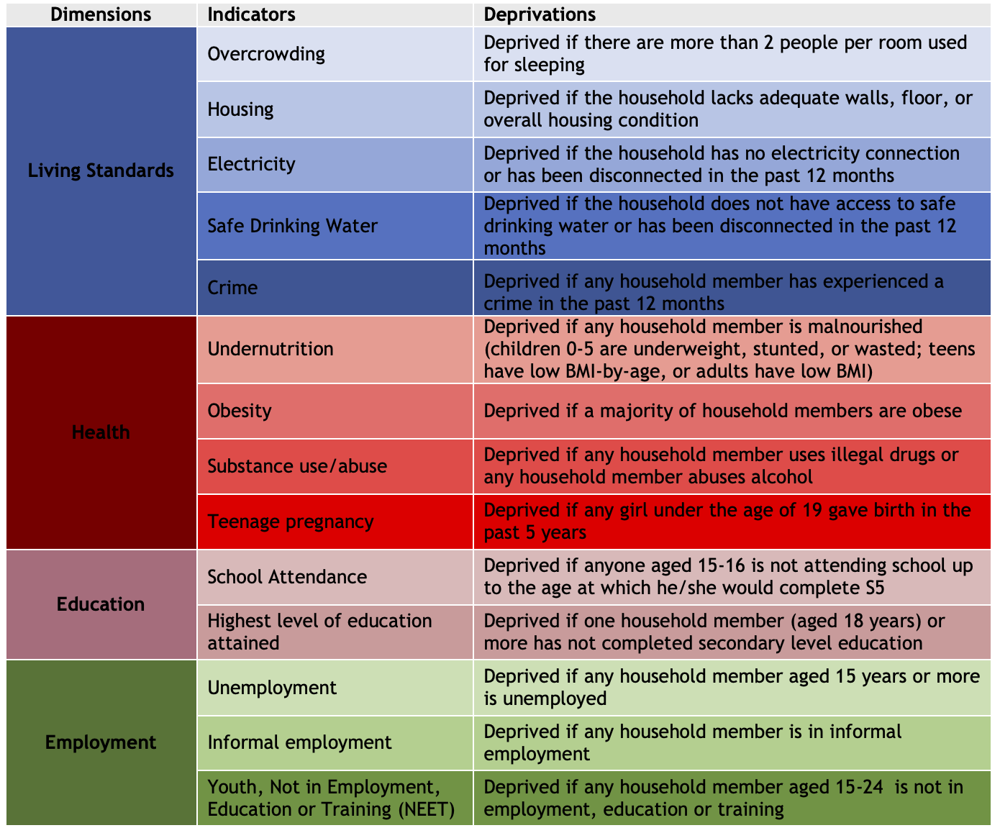 Dimensions Indicators Deprivations
Living Standards
Overcrowding
Deprived if there are more than 2 people per room used
for sleeping
Housing
Deprived if the household lacks adequate walls, floor, or
overall housing condition
Electricity
Deprived if the household has no electricity connection
or has been disconnected in the past 12 months
Safe Drinking Water
Deprived if the household does not have access to safe
drinking water or has been disconnected in the past 12
months
Crime
Deprived if any household member has experienced a
crime in the past 12 months
Health
Undernutrition
Deprived if any household member is malnourished
(children 0-5 are underweight, stunted, or wasted; teens
have low BMI-by-age, or adults have low BMI)
Obesity
Deprived if a majority of household members are obese
Substance use/abuse
Deprived if any household member uses illegal drugs or
any household member abuses alcohol
Teenage pregnancy
Deprived if any girl under the age of 19 gave birth in the
past 5 years
Education
School Attendance
Deprived if anyone aged 15-16 is not attending school up
to the age at which he/she would complete S5
Highest level of education
attained
Deprived if one household member (aged 18 years) or
more has not completed secondary level education
Employment
Unemployment
Deprived if any household member aged 15 years or more
is unemployed
Informal employment
Deprived if any household member is in informal
employment
Youth, Not in Employment,
Education or Training (NEET)
Deprived if any household member aged 15-24  is not in
employment, education or training